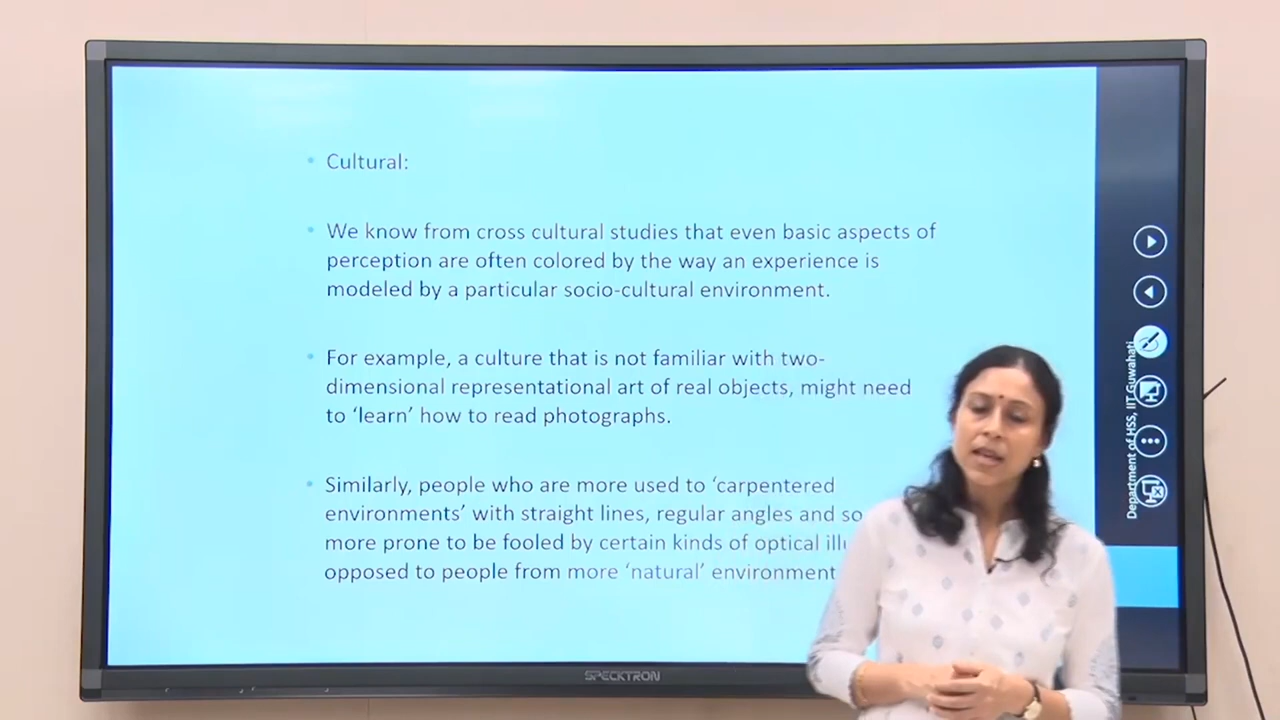 • Cultural:
• We know from cross cultural studies that even basic aspects of
perception are often colored by the way an experience is
modeled by a particular socio-cultural environment.
• For example, a culture that is not familiar with two-
dimensional representational art of real objects, might need
to ‘learn’ how to read photographs.
• Similarly, people who are more used to ‘carpentered
environments’ with straight lines, regular angles and so
more prone to be fooled by certain kinds of optical
opposed to people from more ‘natural’
Department of HSS, IIT Guwahati
SPECKTRON